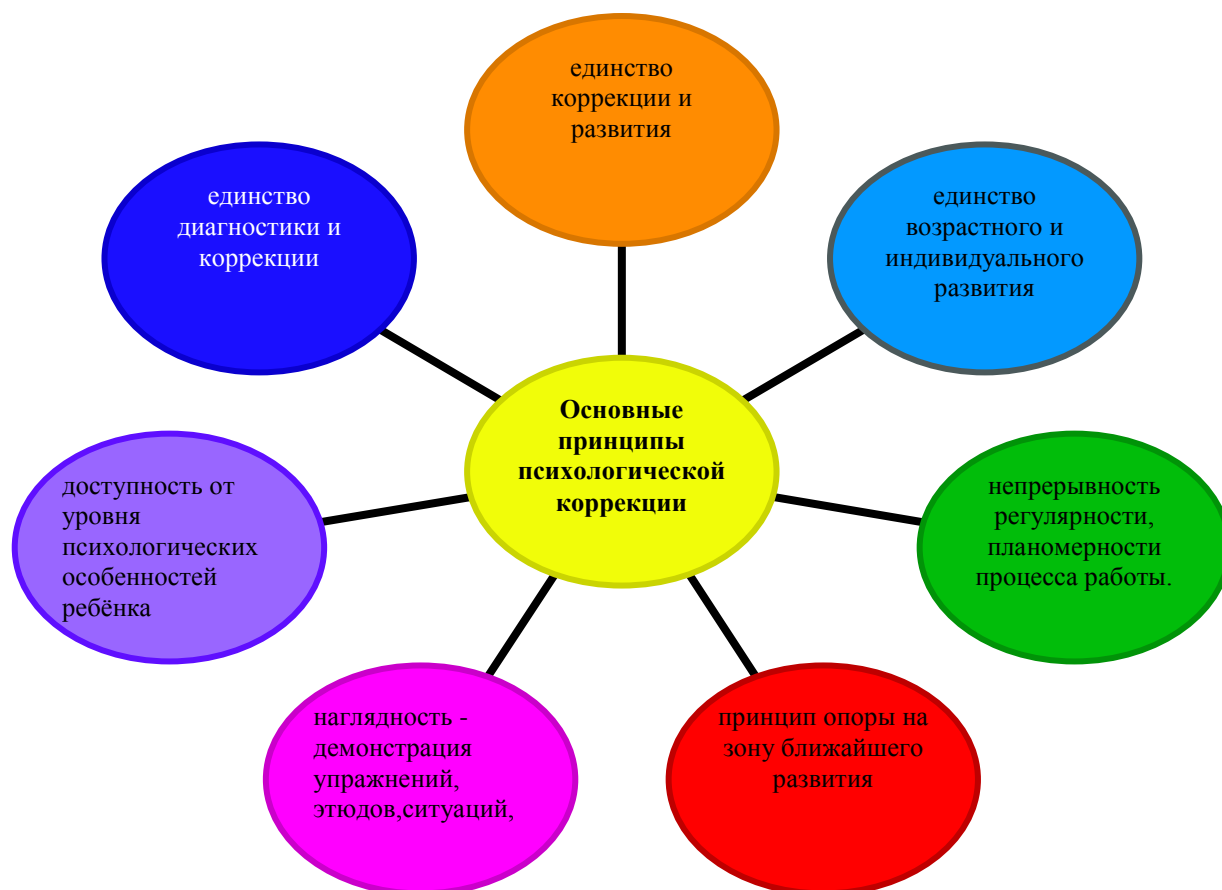 единство
коррекции и
развития
единство
диагностики и
коррекции
единство
возрастного и
индивидуального
развития
Основные
принципы
психологической
коррекции
доступность от
уровня
психологических
особенностей
ребёнка
непрерывность
регулярности,
планомерности
процесса работы.
наглядность -
демонстрация
упражнений,
этюдов,ситуаций,
принцип опоры на
зону ближайшего
развития